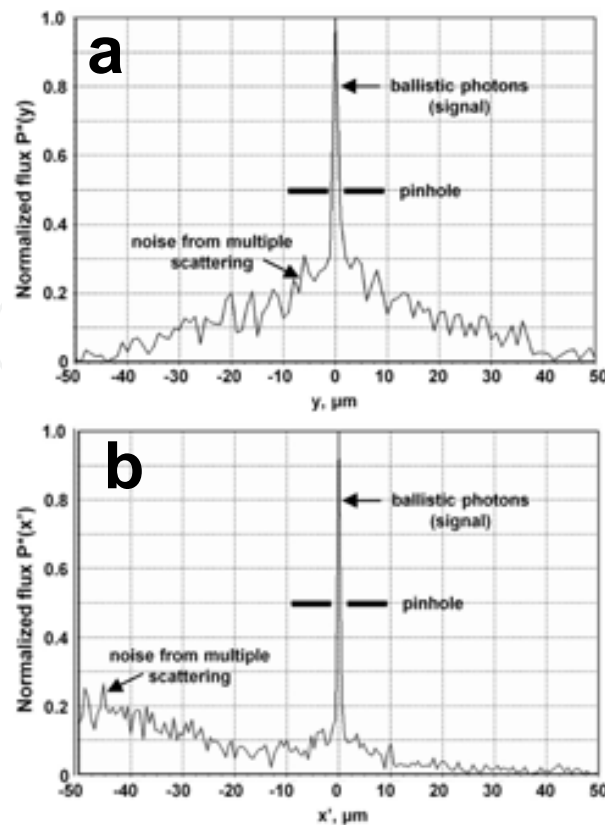 a
1.0
0.8
0.6
0.4
0.2
0
Normalized flux P*(y)
ballistic photons
(signal)
pinhole
noise from multiple
scattering
-50 -40 -30 -20 -10 0 10 20 30 40 50
y, µm
b
1.0
0.8
0.6
0.4
0.2
0
Normalized flux P*(x')
ballistic photons
(signal)
pinhole
noise from multiple
scattering
-50 -40 -30 -20 -10 0 10 20 30 40 50
x', µm